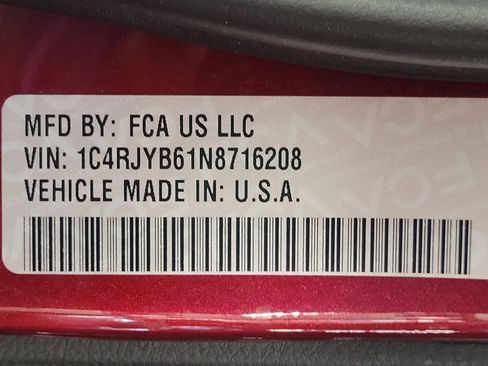 MFD BY: FCA US LLC
VIN: 1C4RJYB61N8716208
VEHICLE MADE IN: U.S.A.